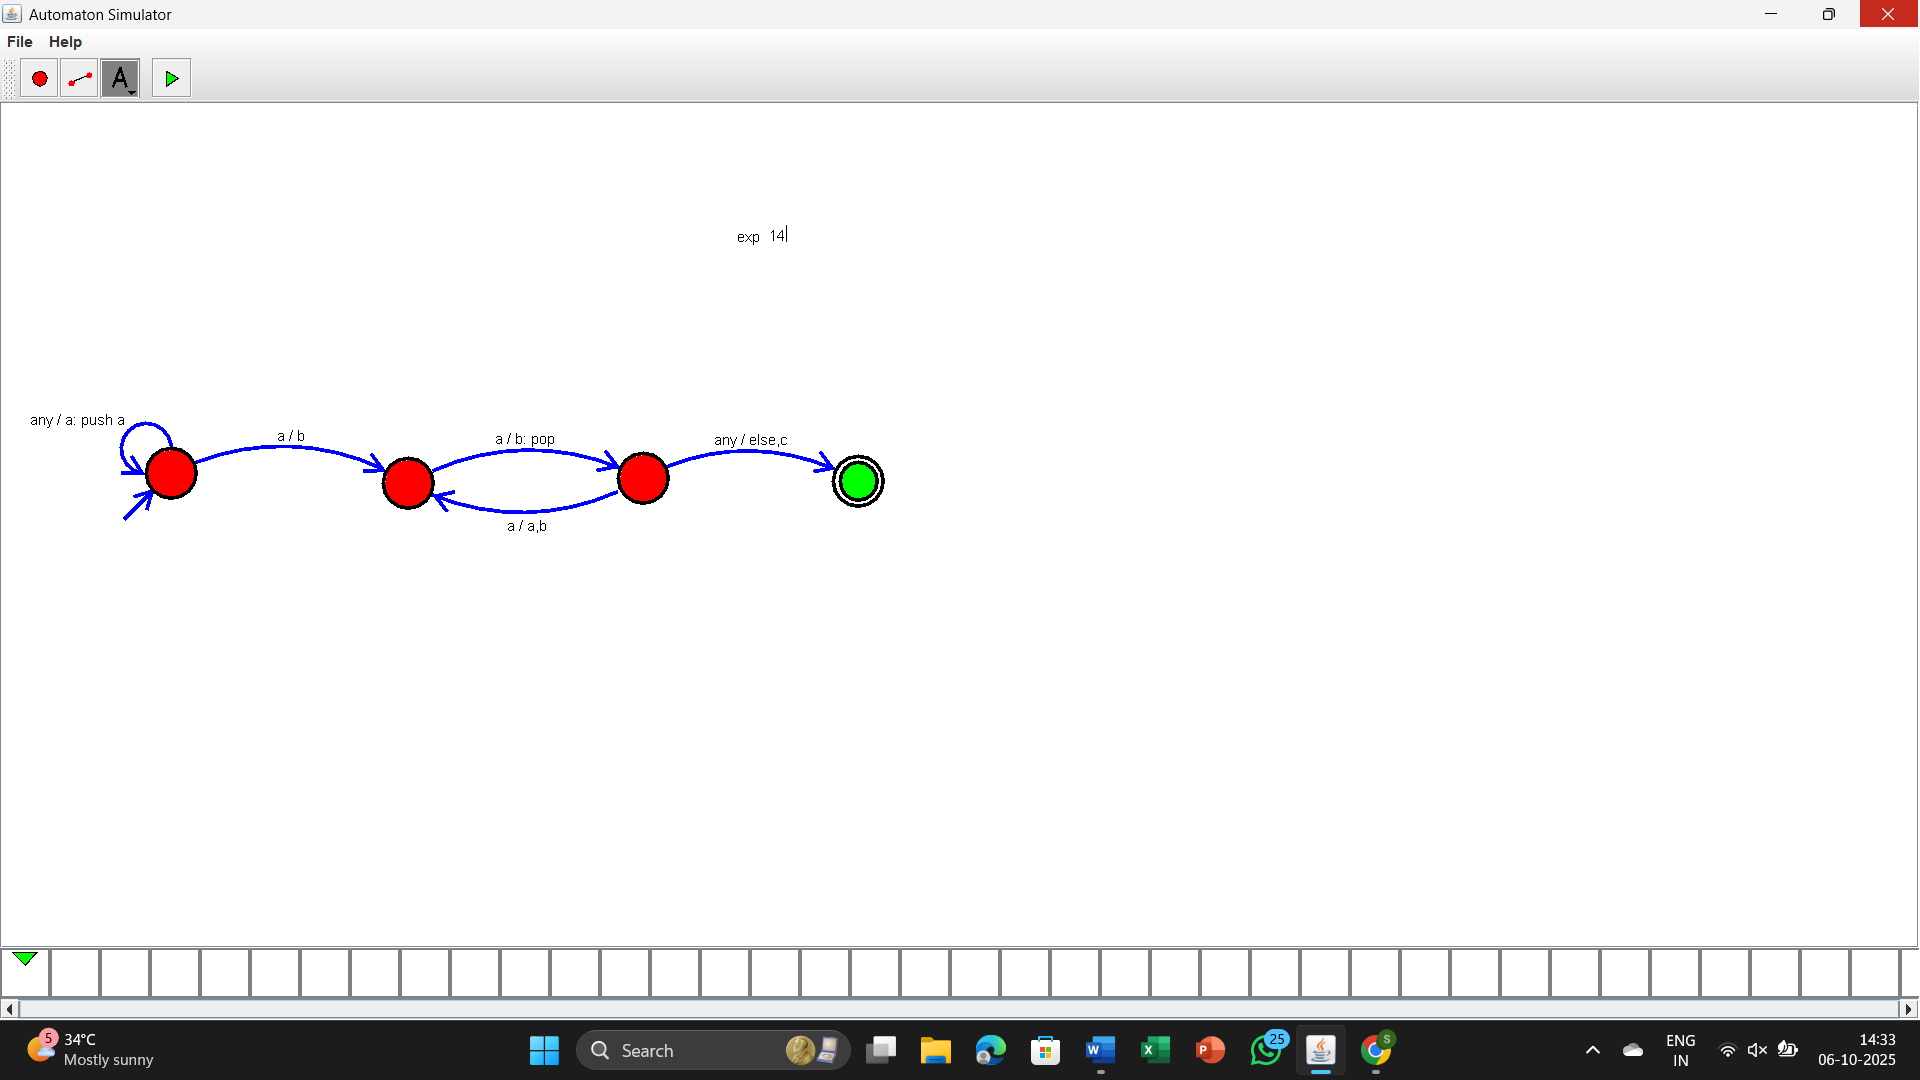 Automaton Simulator
File Help
A
exp 14
any / a: push a
a / b
a / b: pop
any / else,c
a / a,b
5
34°C
Mostly sunny
Search
25
S
ENG
IN
14:33
06-10-2025